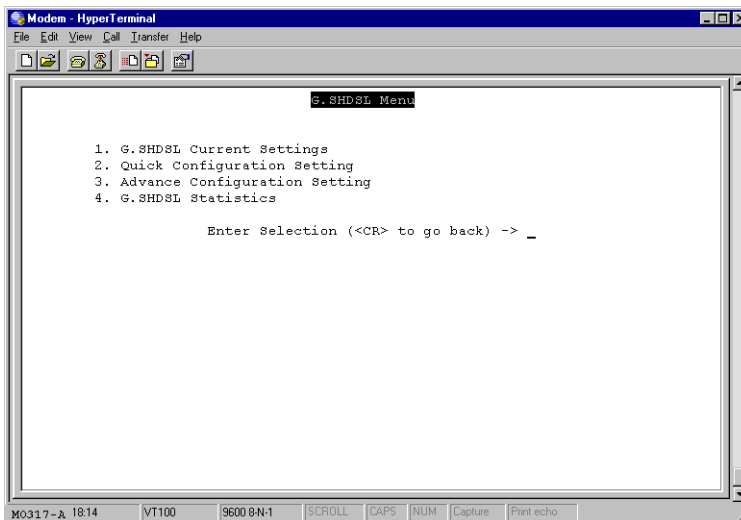 Modem - HyperTerminal
File Edit View Call Transfer Help
G.SHDSL Menu
1. G.SHDSL Current Settings
2. Quick Configuration Setting
3. Advance Configuration Setting
4. G.SHDSL Statistics
Enter Selection (<CR> to go back) -> _
M0317-A 18:14 VT100 9600 8-N-1 SCROLL CAPS NUM Capture Print echo